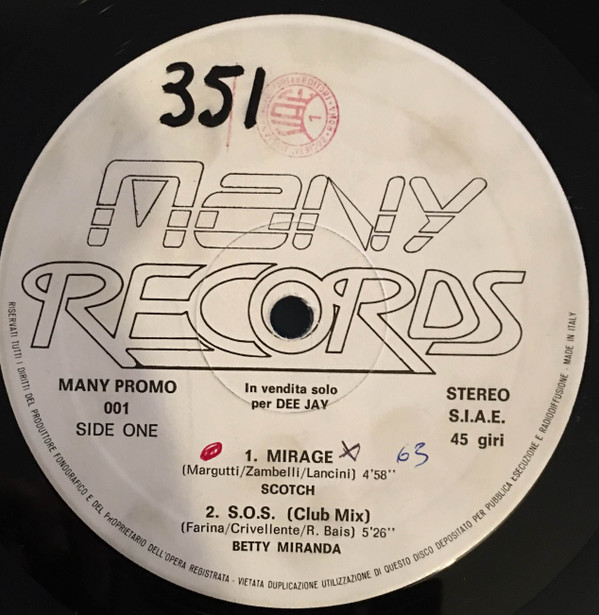 351
many
RECORDS
MANY PROMO
001
SIDE ONE
In vendita solo
per DEE JAY
STEREO
S.I.A.E.
45 giri
1. MIRAGE
63
(Margutti/Zambelli/Lancini) 4'58''
SCOTCH
2. S.O.S. (Club Mix)
(Farina/Crivellente/R. Bais) 5'26''
BETTY MIRANDA
RISERVATI TUTTI I DIRITTI DEL PRODUTTORE FONOGRAFICO E DEL PROPRIETARIO DELL'OPERA REGISTRATA - VIETATA DUPLICAZIONE UTILIZZAZIONE DI QUESTO DISCO DEPOSITATO PER PUBBLICA ESECUZIONE E RADIODIFFUSIONE - MADE IN ITALY